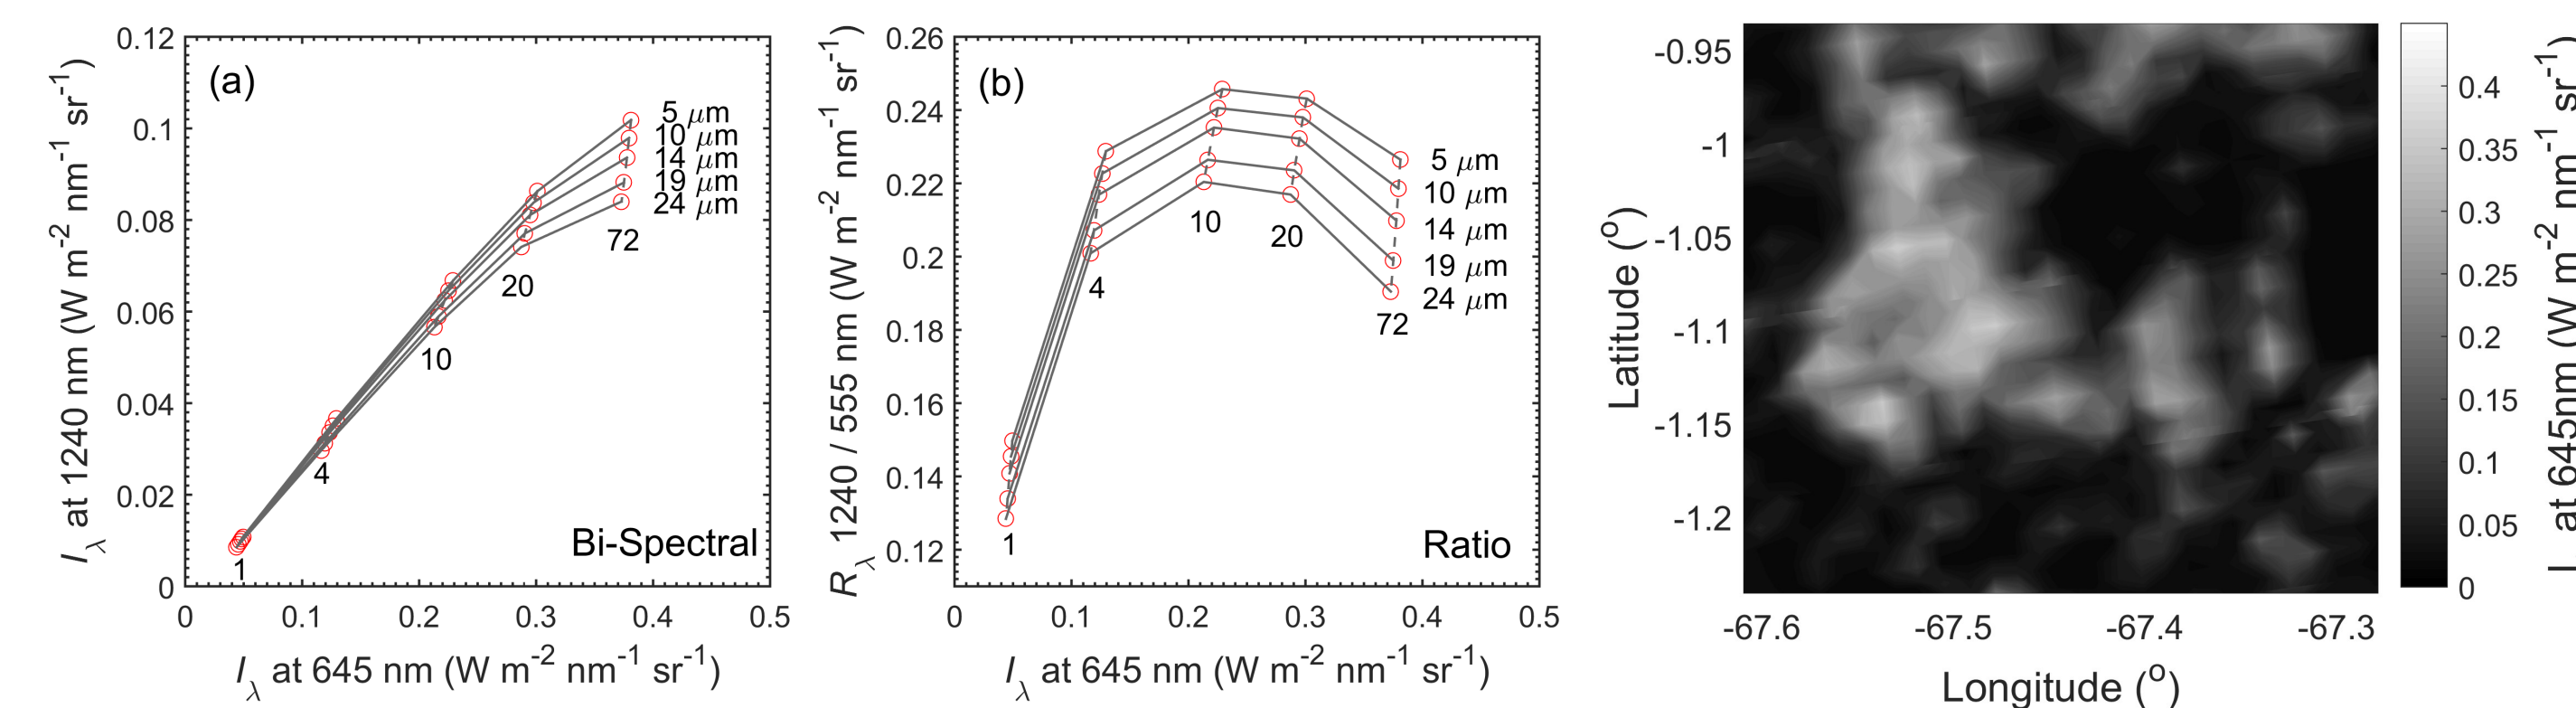 (a)
I_λ at 1240 nm (W m^-2 nm^-1 sr^-1)
0.12
0.1
0.08
0.06
0.04
0.02
0
5 μm
10 μm
14 μm
19 μm
24 μm
72
20
10
4
1
Bi-Spectral
0 0.1 0.2 0.3 0.4 0.5
I_λ at 645 nm (W m^-2 nm^-1 sr^-1)
(b)
R_λ 1240 / 555 nm (W m^-2 nm^-1 sr^-1)
0.26
0.24
0.22
0.2
0.18
0.16
0.14
0.12
5 μm
10 μm
14 μm
19 μm
24 μm
10
20
4
72
1
Ratio
0 0.1 0.2 0.3 0.4 0.5
I_λ at 645 nm (W m^-2 nm^-1 sr^-1)
Latitude (^o)
-0.95
-1
-1.05
-1.1
-1.15
-1.2
-67.6 -67.5 -67.4 -67.3
Longitude (^o)
0.4
0.35
0.3
0.25
0.2
0.15
0.1
0.05
0
at 645nm (W m^-2 nm^-1 sr^-1)